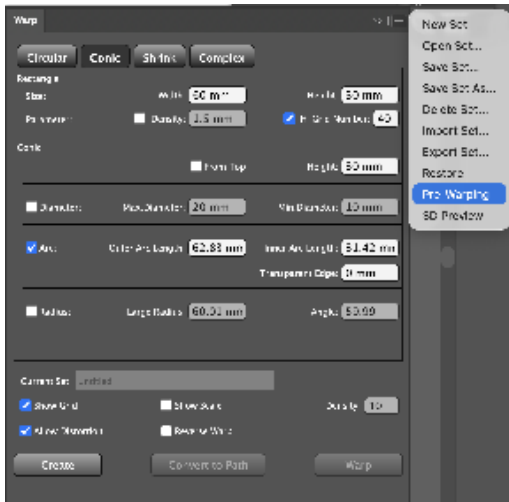 Warp
Circular Conic Shrink Complex
Rectangle
Size: Width: 60 mm Height: 50 mm
Parameter: Density: 1.5 mm H Grid Number: 40
Conic
From Top Height: 50 mm
Diameter: Max. Diameter: 20 mm Min. Diameter: 10 mm
Arc: Outer Arc Length: 62.83 mm Inner Arc Length: 31.42 mm
Transparent Edge: 0 mm
Radius: Large Radius: 60.01 mm Angle: 59.99
Current Set: Untitled
Show Grid Show Scale Density: 10
Allow Distortion Reverse Warp
Create Convert to Path Warp
New Set
Open Set...
Save Set...
Save Set As...
Delete Set...
Import Set...
Export Set...
Restore
Pre-Warping
3D Preview